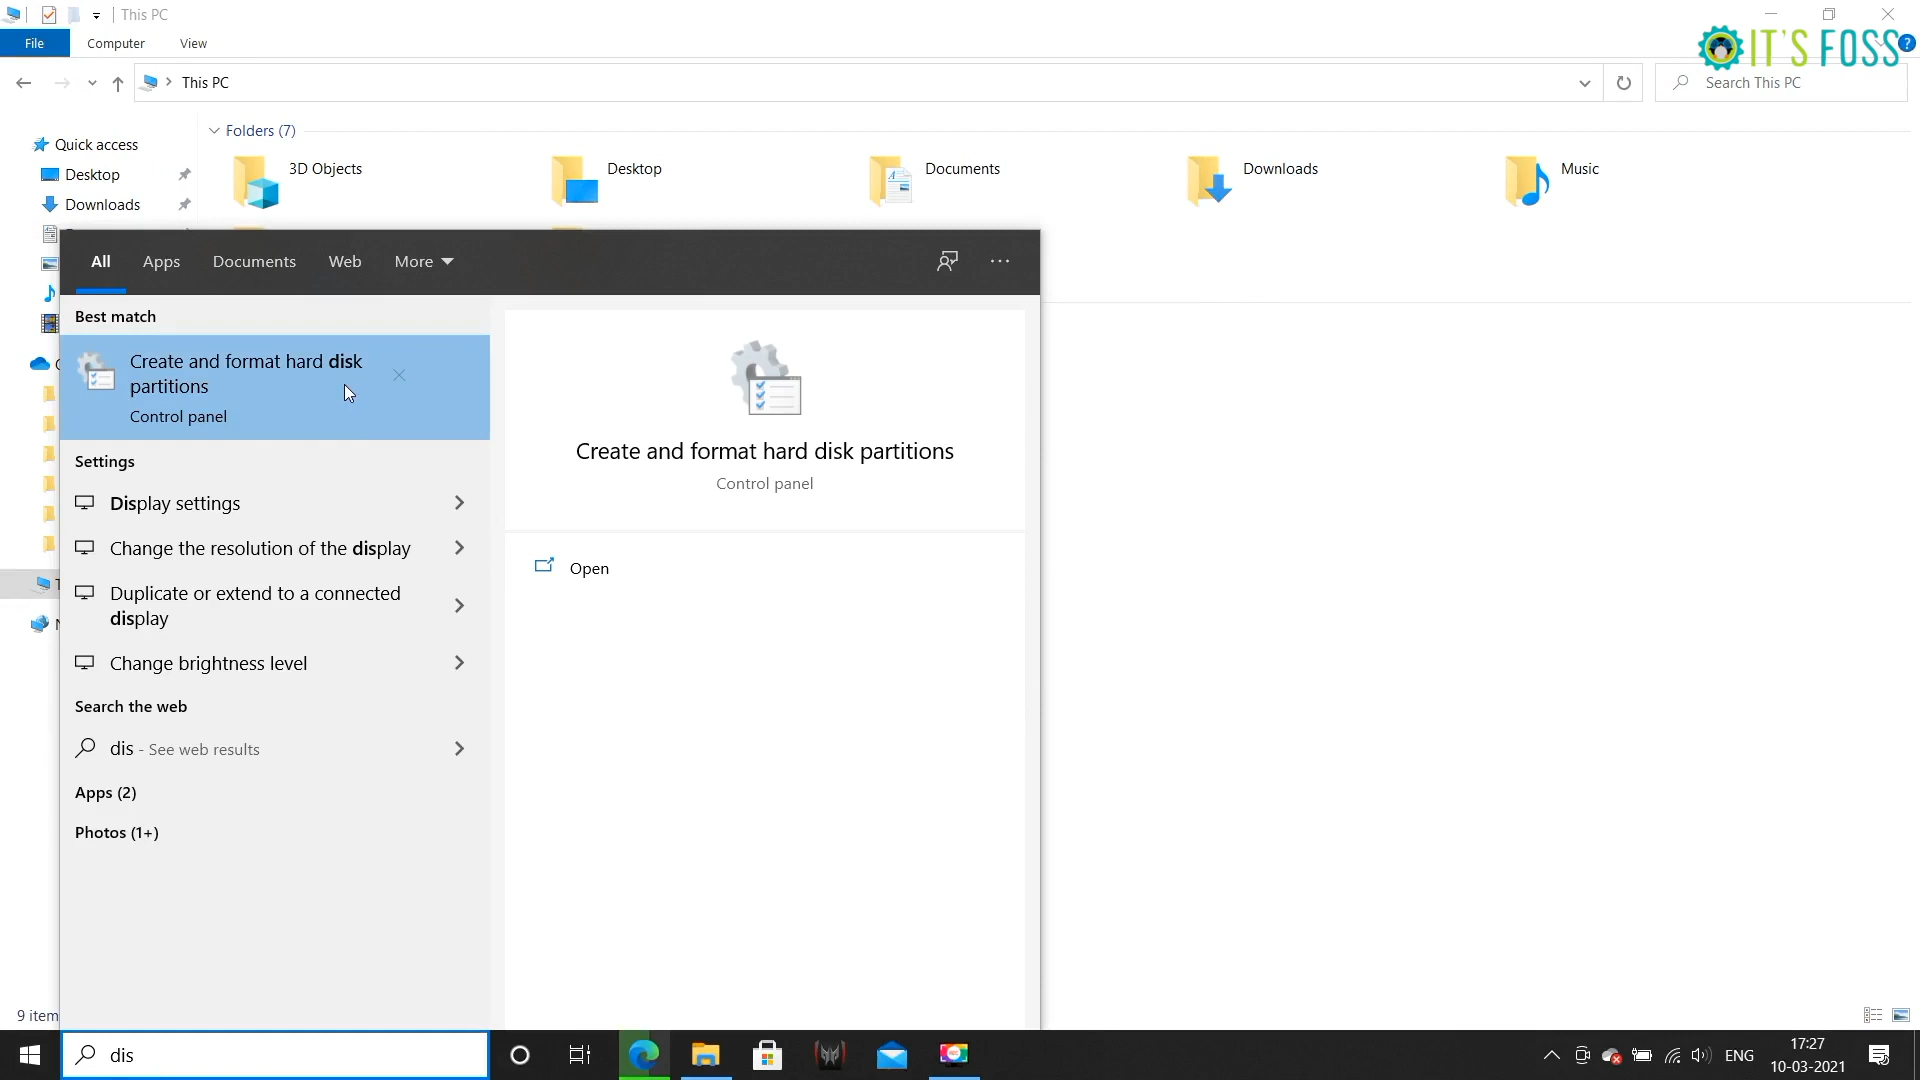 This PC
File
Computer
View
IT'S FOSS
This PC
Search This PC
Quick access
Desktop
Downloads
Folders (7)
3D Objects
Desktop
Documents
Downloads
Music
All
Apps
Documents
Web
More
Best match
Create and format hard disk
partitions
Control panel
Settings
Display settings
Change the resolution of the display
Duplicate or extend to a connected
display
Change brightness level
Search the web
dis - See web results
Apps (2)
Photos (1+)
Create and format hard disk partitions
Control panel
Open
9 item
dis
ENG
17:27
10-03-2021